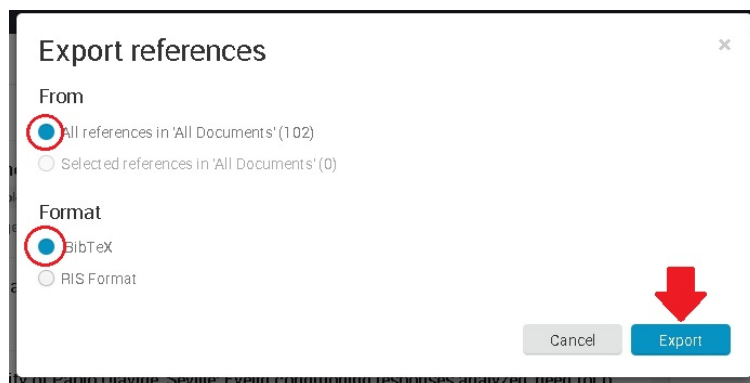 Export references
×
From
All references in 'All Documents' (102)
Selected references in 'All Documents' (0)
Format
BibTeX
RIS Format
Cancel
Export